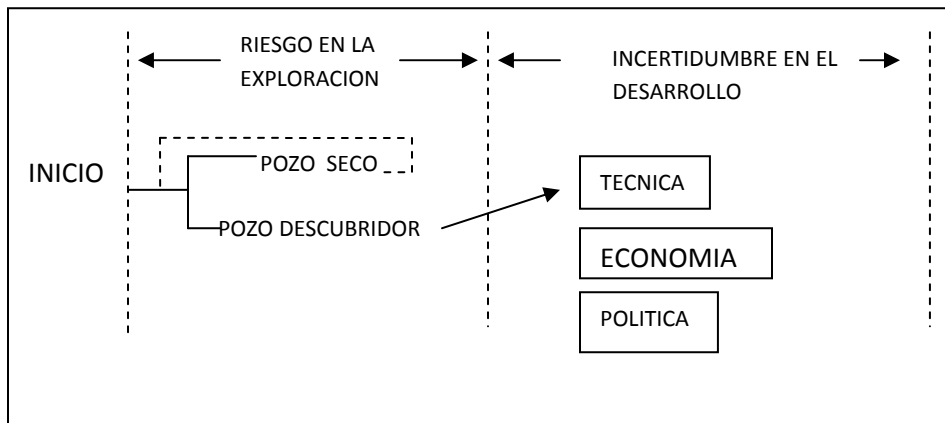 RIESGO EN LA
EXPLORACION
INCERTIDUMBRE EN EL
DESARROLLO
INICIO
POZO SECO
POZO DESCUBRIDOR
TECNICA
ECONOMIA
POLITICA